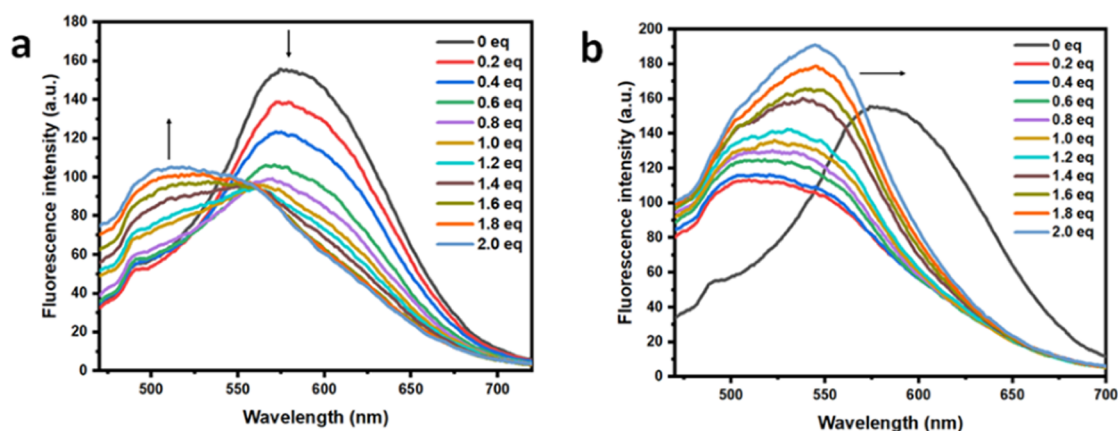 a
180
160
140
120
100
80
60
40
20
0
Fluorescence intensity (a.u.)
500
550
600
650
700
Wavelength (nm)
0 eq
0.2 eq
0.4 eq
0.6 eq
0.8 eq
1.0 eq
1.2 eq
1.4 eq
1.6 eq
1.8 eq
2.0 eq
b
200
180
160
140
120
100
80
60
40
20
0
Fluorescence intensity (a.u.)
500
550
600
650
700
Wavelength (nm)
0 eq
0.2 eq
0.4 eq
0.6 eq
0.8 eq
1.0 eq
1.2 eq
1.4 eq
1.6 eq
1.8 eq
2.0 eq